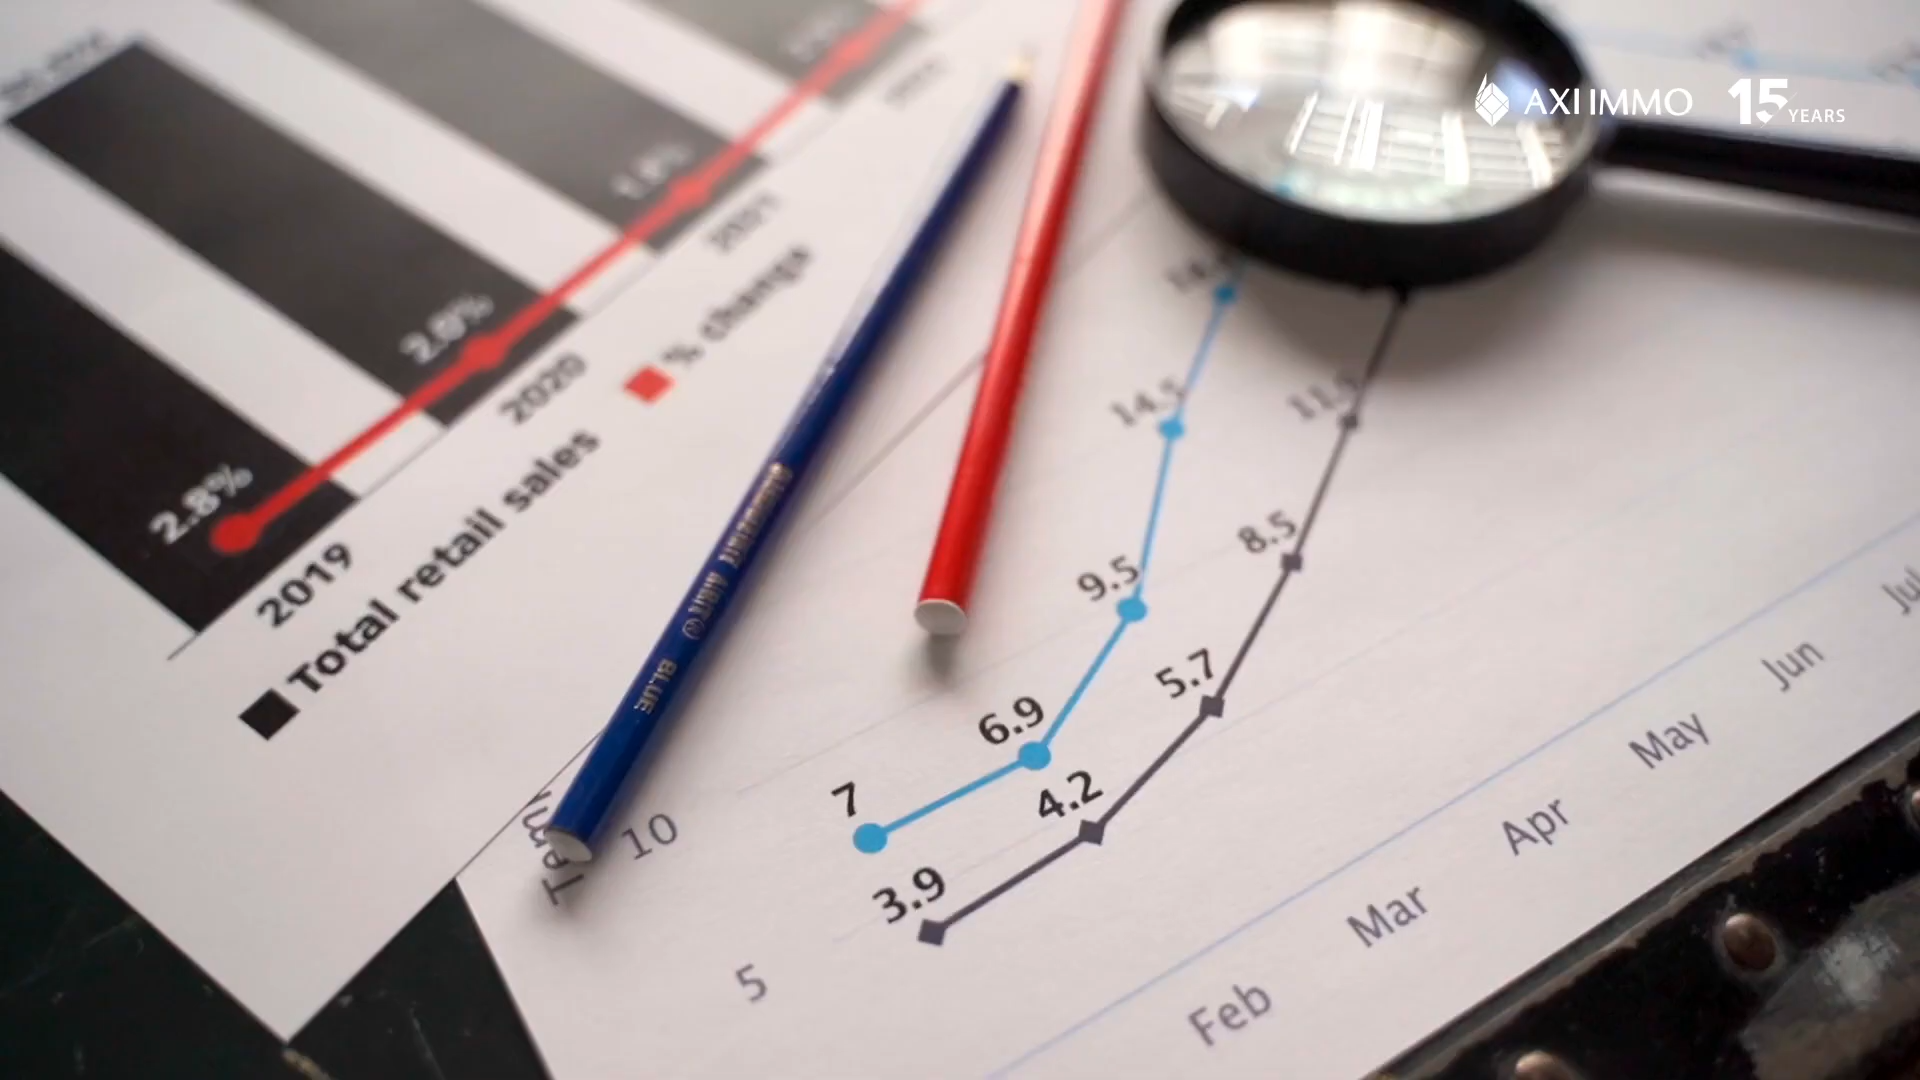 AXI IMMO 15 YEARS
2.8%
2.0%
2019
2020
2021
Total retail sales
% change
BLUE
10
5
7
6.9
9.5
14.5
3.9
4.2
5.7
8.5
Feb
Mar
Apr
May
Jun